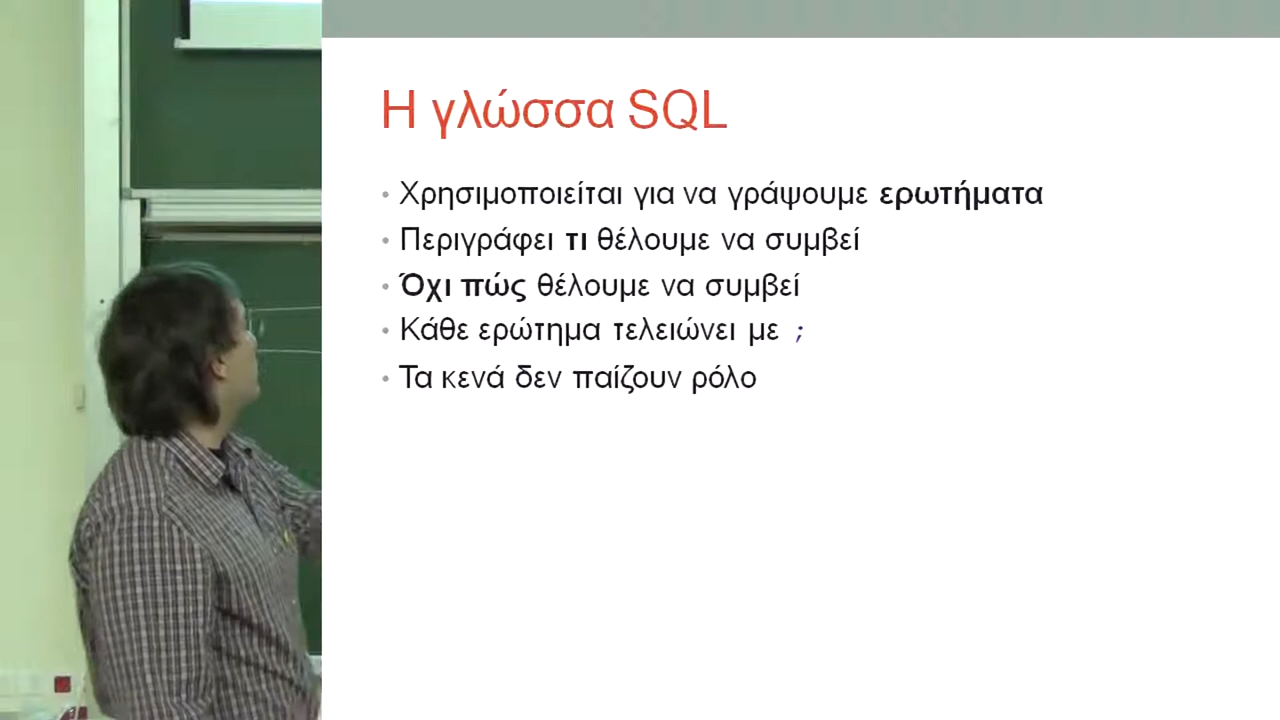 Η γλώσσα SQL
• Χρησιμοποιείται για να γράψουμε ερωτήματα
• Περιγράφει τι θέλουμε να συμβεί
• Όχι πώς θέλουμε να συμβεί
• Κάθε ερώτημα τελειώνει με ;
• Τα κενά δεν παίζουν ρόλο